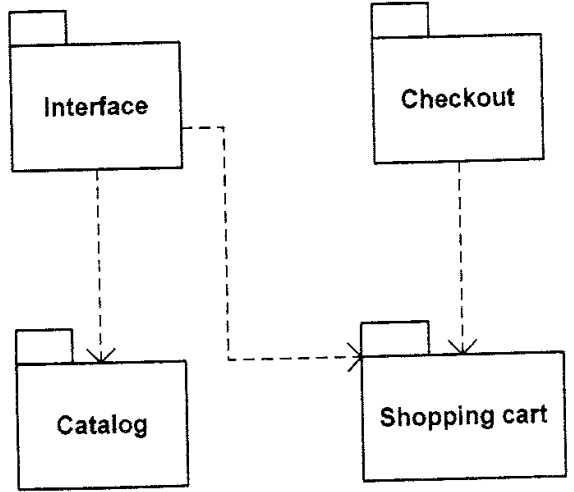 Interface
Checkout
Catalog
Shopping cart